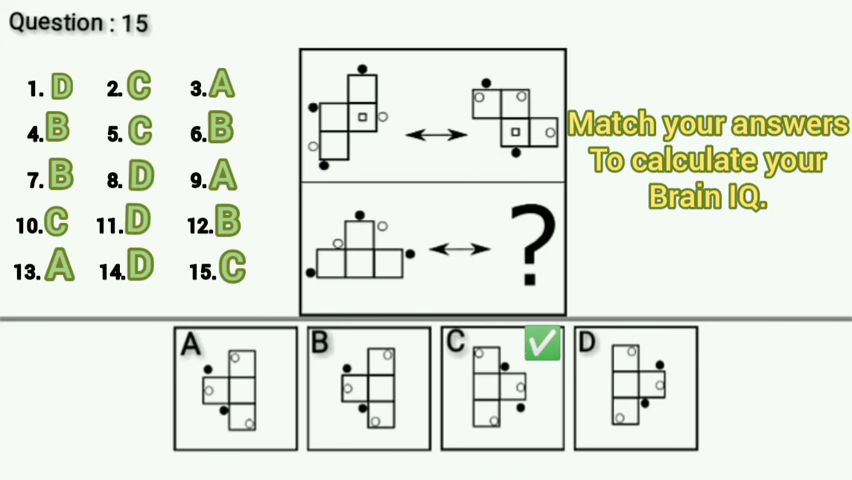 Question : 15
1. D 2. C 3. A
4. B 5. C 6. B
7. B 8. D 9. A
10. C 11. D 12. B
13. A 14. D 15. C
Match your answers
To calculate your
Brain IQ.
?
A B C D